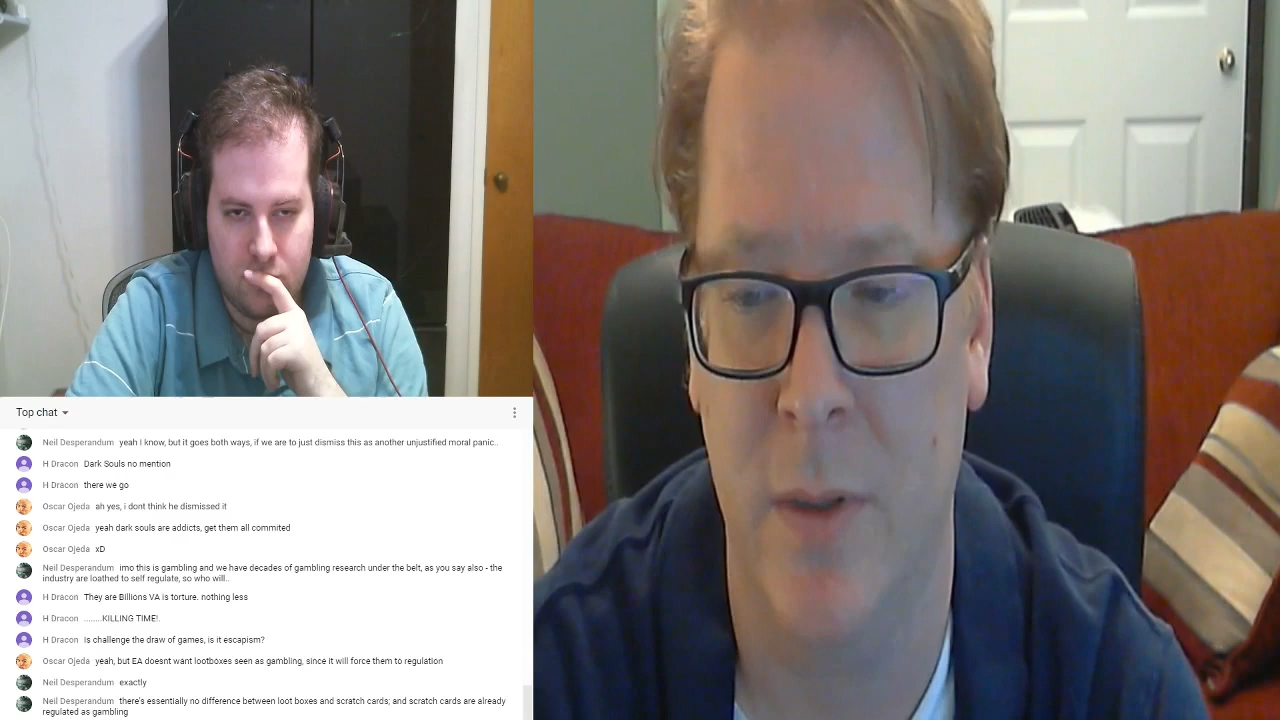 Top chat
Neil Desperandum yeah I know, but it goes both ways, if we are to just dismiss this as another unjustified moral panic..
H Dracon Dark Souls no mention
H Dracon there we go
Oscar Ojeda ah yes, i dont think he dismissed it
Oscar Ojeda yeah dark souls are addicts, get them all commited
Oscar Ojeda xD
Neil Desperandum imo this is gambling and we have decades of gambling research under the belt, as you say also - the
industry are loathed to self regulate, so who will..
H Dracon They are Billions VA is torture. nothing less
H Dracon ........KILLING TIME!.
H Dracon Is challenge the draw of games, is it escapism?
Oscar Ojeda yeah, but EA doesnt want lootboxes seen as gambling, since it will force them to regulation
Neil Desperandum exactly
Neil Desperandum there's essentially no difference between loot boxes and scratch cards; and scratch cards are already
regulated as gambling